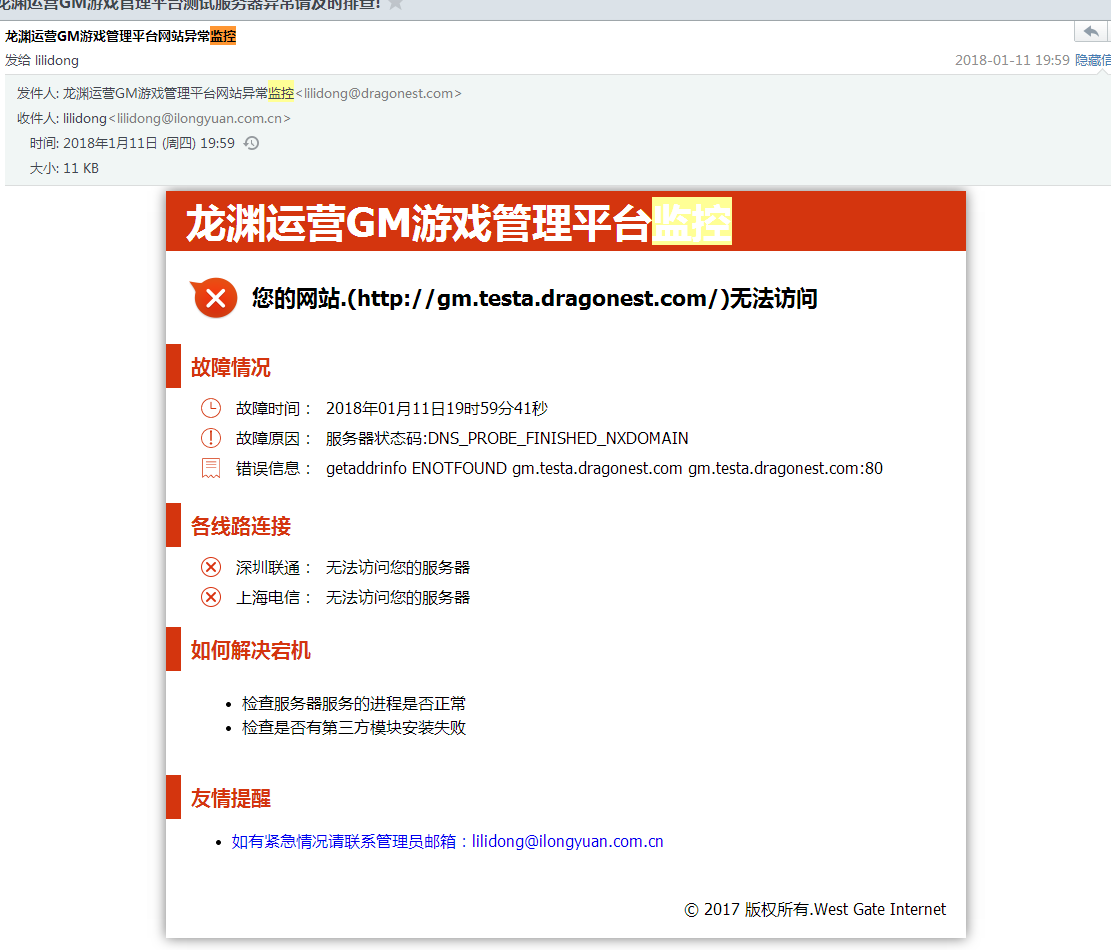 龙渊运营GM游戏管理平台测试服务器异常请及时排查!
龙渊运营GM游戏管理平台网站异常监控
发给 lilidong
2018-01-11 19:59 隐藏信
发件人: 龙渊运营GM游戏管理平台网站异常监控<lilidong@dragonest.com>
收件人: lilidong<lilidong@ilongyuan.com.cn>
时间: 2018年1月11日 (周四) 19:59
大小: 11 KB
龙渊运营GM游戏管理平台监控
您的网站.(http://gm.testa.dragonest.com/)无法访问
故障情况
故障时间： 2018年01月11日19时59分41秒
故障原因： 服务器状态码:DNS_PROBE_FINISHED_NXDOMAIN
错误信息： getaddrinfo ENOTFOUND gm.testa.dragonest.com gm.testa.dragonest.com:80
各线路连接
深圳联通： 无法访问您的服务器
上海电信： 无法访问您的服务器
如何解决宕机
• 检查服务器服务的进程是否正常
• 检查是否有第三方模块安装失败
友情提醒
• 如有紧急情况请联系管理员邮箱：lilidong@ilongyuan.com.cn
© 2017 版权所有.West Gate Internet